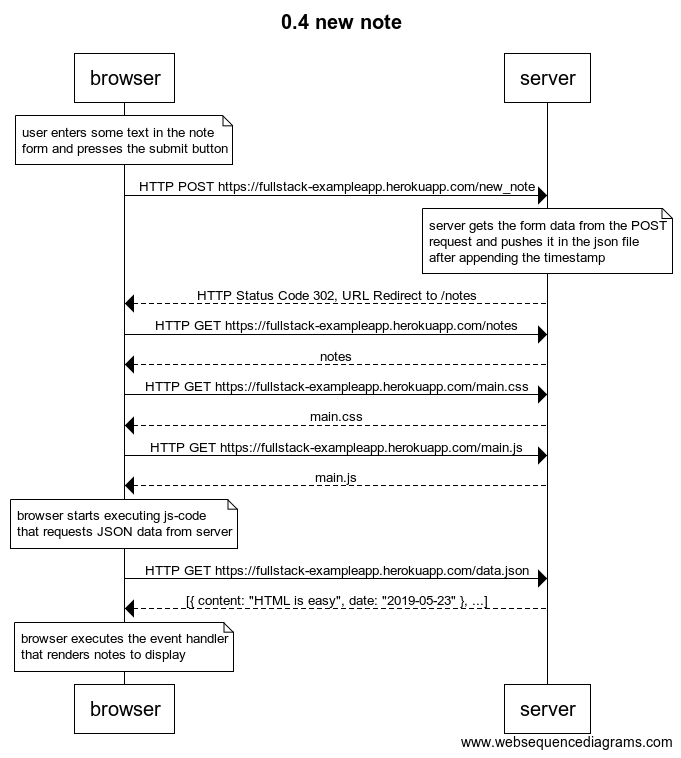 0.4 new note
browser
server
user enters some text in the note
form and presses the submit button
HTTP POST https://fullstack-exampleapp.herokuapp.com/new_note
server gets the form data from the POST
request and pushes it in the json file
after appending the timestamp
HTTP Status Code 302, URL Redirect to /notes
HTTP GET https://fullstack-exampleapp.herokuapp.com/notes
notes
HTTP GET https://fullstack-exampleapp.herokuapp.com/main.css
main.css
HTTP GET https://fullstack-exampleapp.herokuapp.com/main.js
main.js
browser starts executing js-code
that requests JSON data from server
HTTP GET https://fullstack-exampleapp.herokuapp.com/data.json
[{ content: "HTML is easy", date: "2019-05-23" }, ...]
browser executes the event handler
that renders notes to display
browser
server
www.websequencediagrams.com